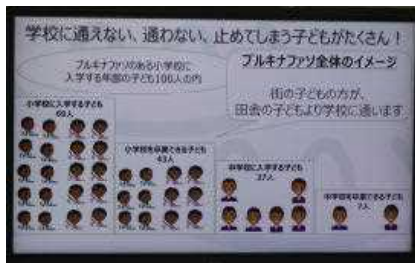 学校に通えない、通わない、止めてしまう子どもがたくさん！
ブルキナファソのある小学校に
入学する年齢の子ども100人の内
ブルキナファソ全体のイメージ
街の子どもの方が、
田舎の子どもより学校に通います
小学校に入学する子ども
小学校を卒業できる子ども
43人
中学校に入学する子ども
27人
中学校を卒業できる子ども
7人